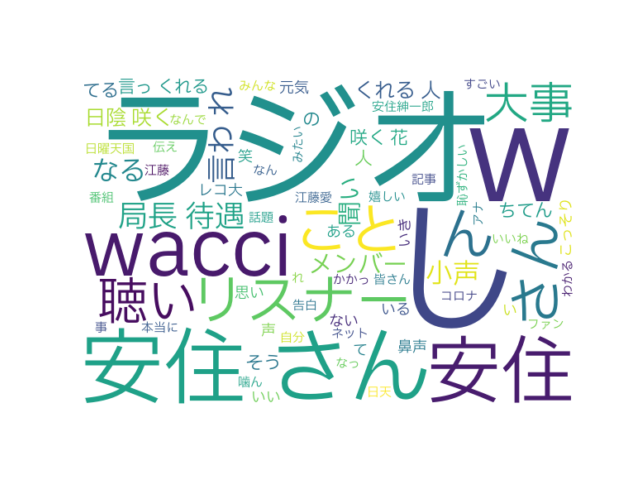 てる 言っ くれる みんな 元気 くれる 人 すごい
ラジオ
日陰 咲く なんで
言われ
安住紳一郎
大事
日曜天国 伝え
みたい
の
咲く 花
w
なる 江藤 笑 なん
人
記事
恥ずかしい
番組
レコ大
江藤 嬉しい
アナ
こっそり
局長 待遇 話題
聞い
こと
し
ん
ちてん
さん
wacci
ある
いき
いいね
メンバー
小声
わかる
聴い リスナー
かかっ 皆さん
思い
れ
告白
いる
コロナ
い
事 本当に
声
自分
ない
ネット
ファン
安住 さん 安住
そう
て
なっ
鼻声
噛ん
いい
日天
江藤愛